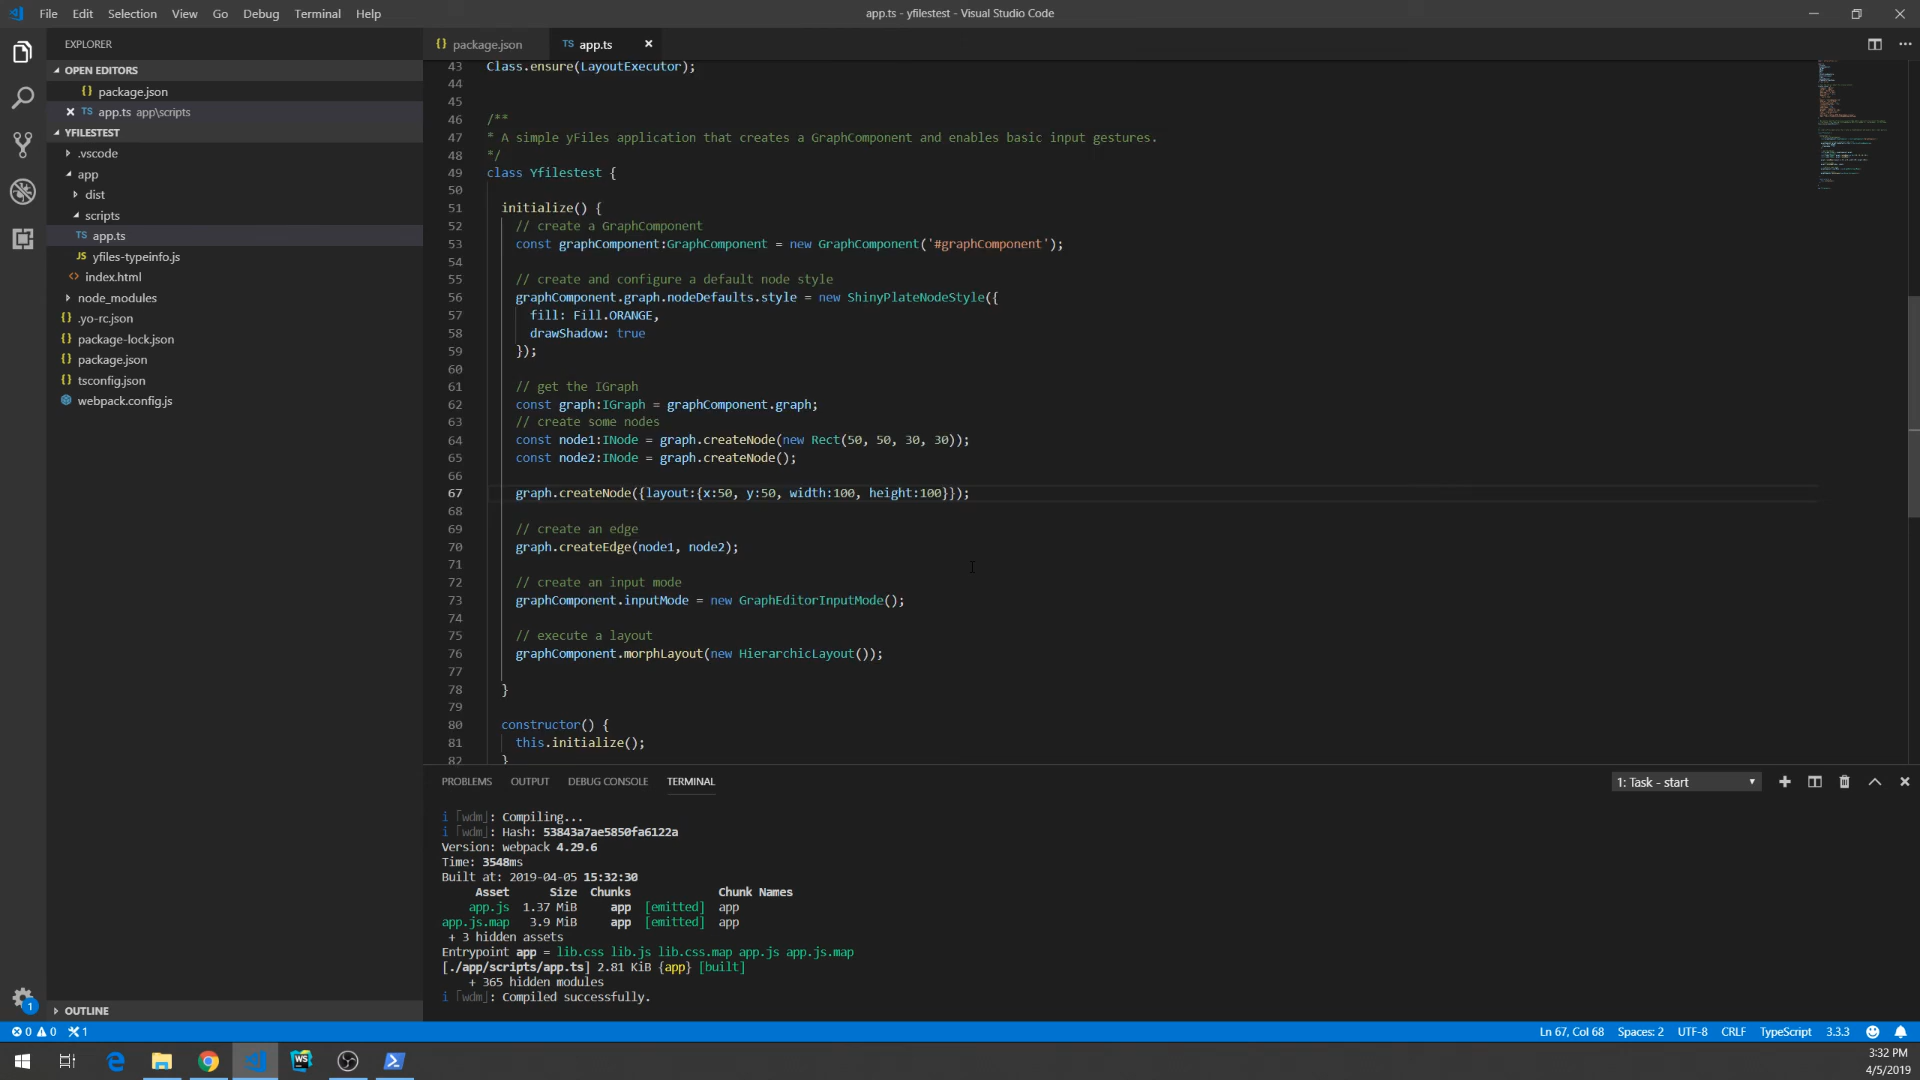 File Edit Selection View Go Debug Terminal Help
app.ts - yfilestest - Visual Studio Code
EXPLORER
OPEN EDITORS
{} package.json
× TS app.ts app\scripts
YFILESTEST
.vscode
app
dist
scripts
TS app.ts
JS yfiles-typeinfo.js
<> index.html
node_modules
{} .yo-rc.json
{} package-lock.json
{} package.json
{} tsconfig.json
webpack.config.js
OUTLINE
{} package.json TS app.ts ×
43 Class.ensure(LayoutExecutor);
44
45
46 /**
47 * A simple yFiles application that creates a GraphComponent and enables basic input gestures.
48 */
49 class Yfilestest {
50
51 initialize() {
52 // create a GraphComponent
53 const graphComponent:GraphComponent = new GraphComponent('#graphComponent');
54
55 // create and configure a default node style
56 graphComponent.graph.nodeDefaults.style = new ShinyPlateNodeStyle({
57 fill: Fill.ORANGE,
58 drawShadow: true
59 });
60
61 // get the IGraph
62 const graph:IGraph = graphComponent.graph;
63 // create some nodes
64 const node1:INode = graph.createNode(new Rect(50, 50, 30, 30));
65 const node2:INode = graph.createNode();
66
67 graph.createNode({layout:{x:50, y:50, width:100, height:100}});
68
69 // create an edge
70 graph.createEdge(node1, node2);
71
72 // create an input mode
73 graphComponent.inputMode = new GraphEditorInputMode();
74
75 // execute a layout
76 graphComponent.morphLayout(new HierarchicLayout());
77
78 }
79
80 constructor() {
81 this.initialize();
82 }
PROBLEMS OUTPUT DEBUG CONSOLE TERMINAL
1: Task - start
i ｢wdm｣: Compiling...
i ｢wdm｣: Hash: 53843a7ae5850fa6122a
Version: webpack 4.29.6
Time: 3548ms
Built at: 2019-04-05 15:32:30
Asset Size Chunks Chunk Names
app.js 1.37 MiB app [emitted] app
app.js.map 3.9 MiB app [emitted] app
+ 3 hidden assets
Entrypoint app = lib.css lib.js lib.css.map app.js app.js.map
[./app/scripts/app.ts] 2.81 KiB {app} [built]
+ 365 hidden modules
i ｢wdm｣: Compiled successfully.
1
0 0 1
Ln 67, Col 68 Spaces: 2 UTF-8 CRLF TypeScript 3.3.3
WS
3:32 PM
4/5/2019